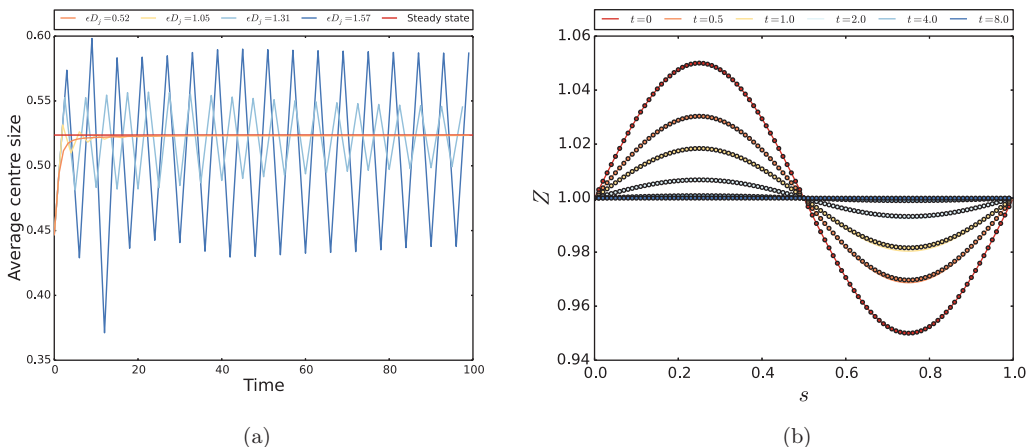 ϵD_j = 0.52 ϵD_j = 1.05 ϵD_j = 1.31 ϵD_j = 1.57 Steady state
0.60
0.55
0.50
0.45
0.40
0.35
Average centre size
0 20 40 60 80 100
Time
(a)
t = 0 t = 0.5 t = 1.0 t = 2.0 t = 4.0 t = 8.0
1.06
1.04
1.02
1.00
0.98
0.96
0.94
Z
0.0 0.2 0.4 0.6 0.8 1.0
s
(b)